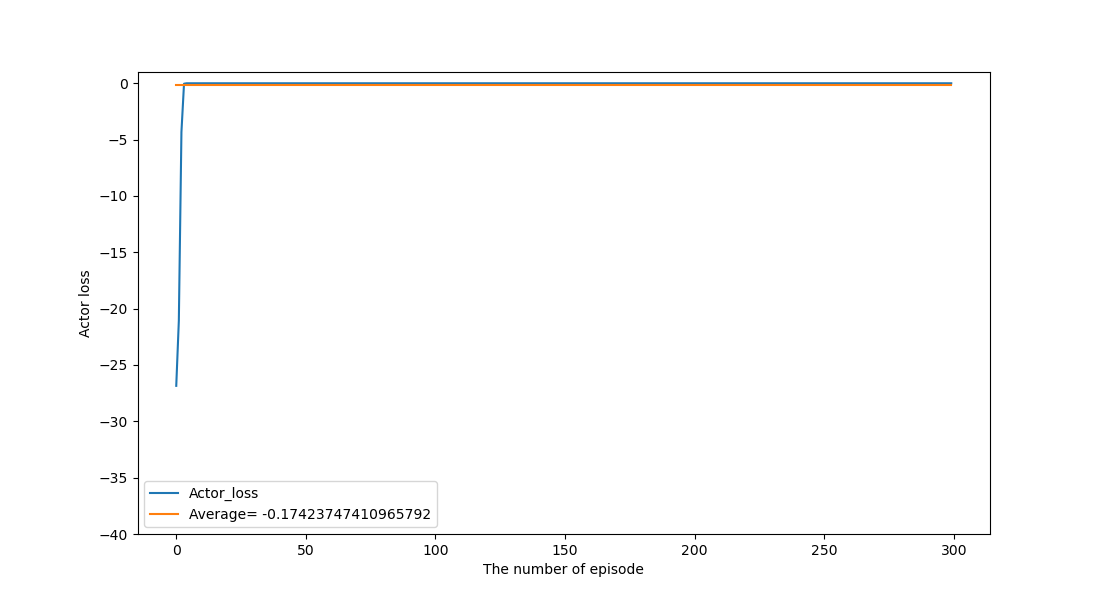 0
−5
−10
−15
−20
−25
−30
−35
−40
Actor loss
Actor_loss
Average= -0.17423747410965792
0 50 100 150 200 250 300
The number of episode